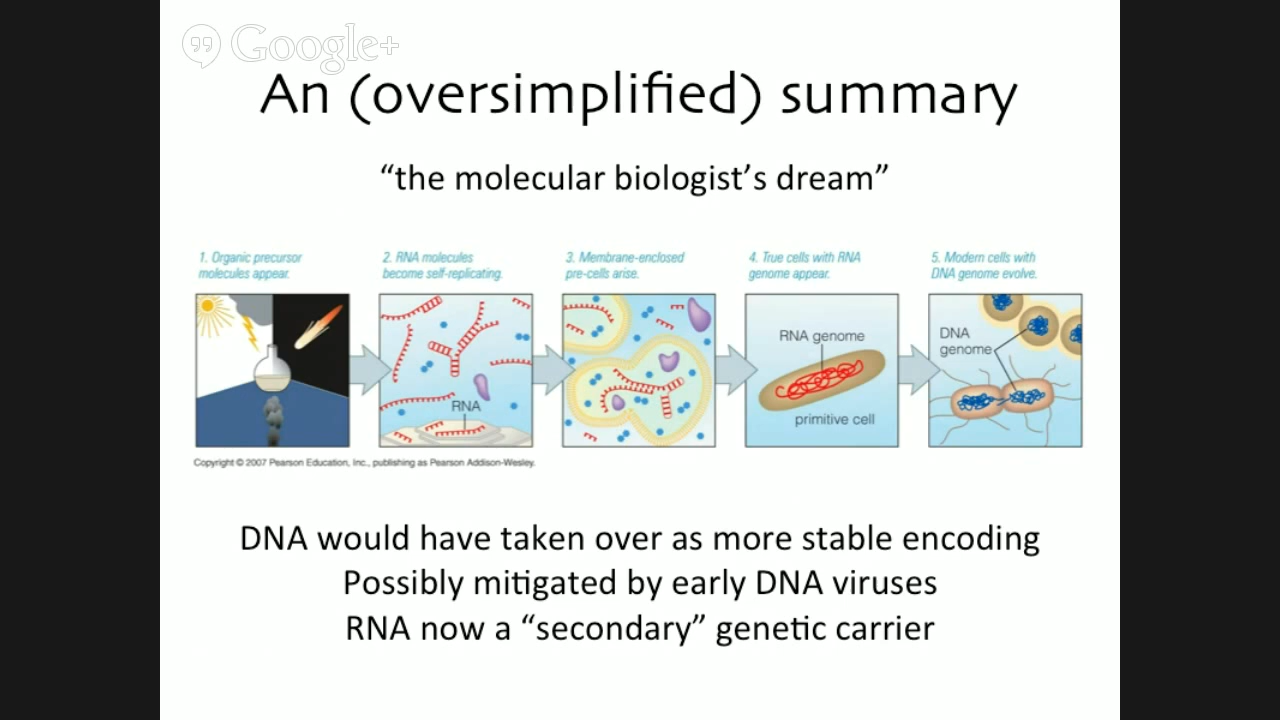 Google+
An (oversimplified) summary
“the molecular biologist’s dream”
1. Organic precursor
molecules appear.
2. RNA molecules
become self-replicating.
3. Membrane-enclosed
pre-cells arise.
4. True cells with RNA
genome appear.
5. Modern cells with
DNA genome evolve.
RNA
RNA genome
primitive cell
DNA
genome
Copyright © 2007 Pearson Education, Inc., publishing as Pearson Addison-Wesley.
DNA would have taken over as more stable encoding
Possibly mitigated by early DNA viruses
RNA now a “secondary” genetic carrier